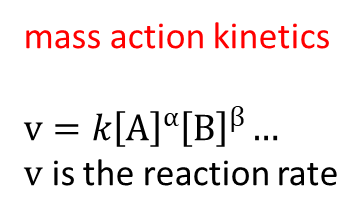 mass action kinetics
v = k[A]ᵅ[B]ᵝ ...
v is the reaction rate